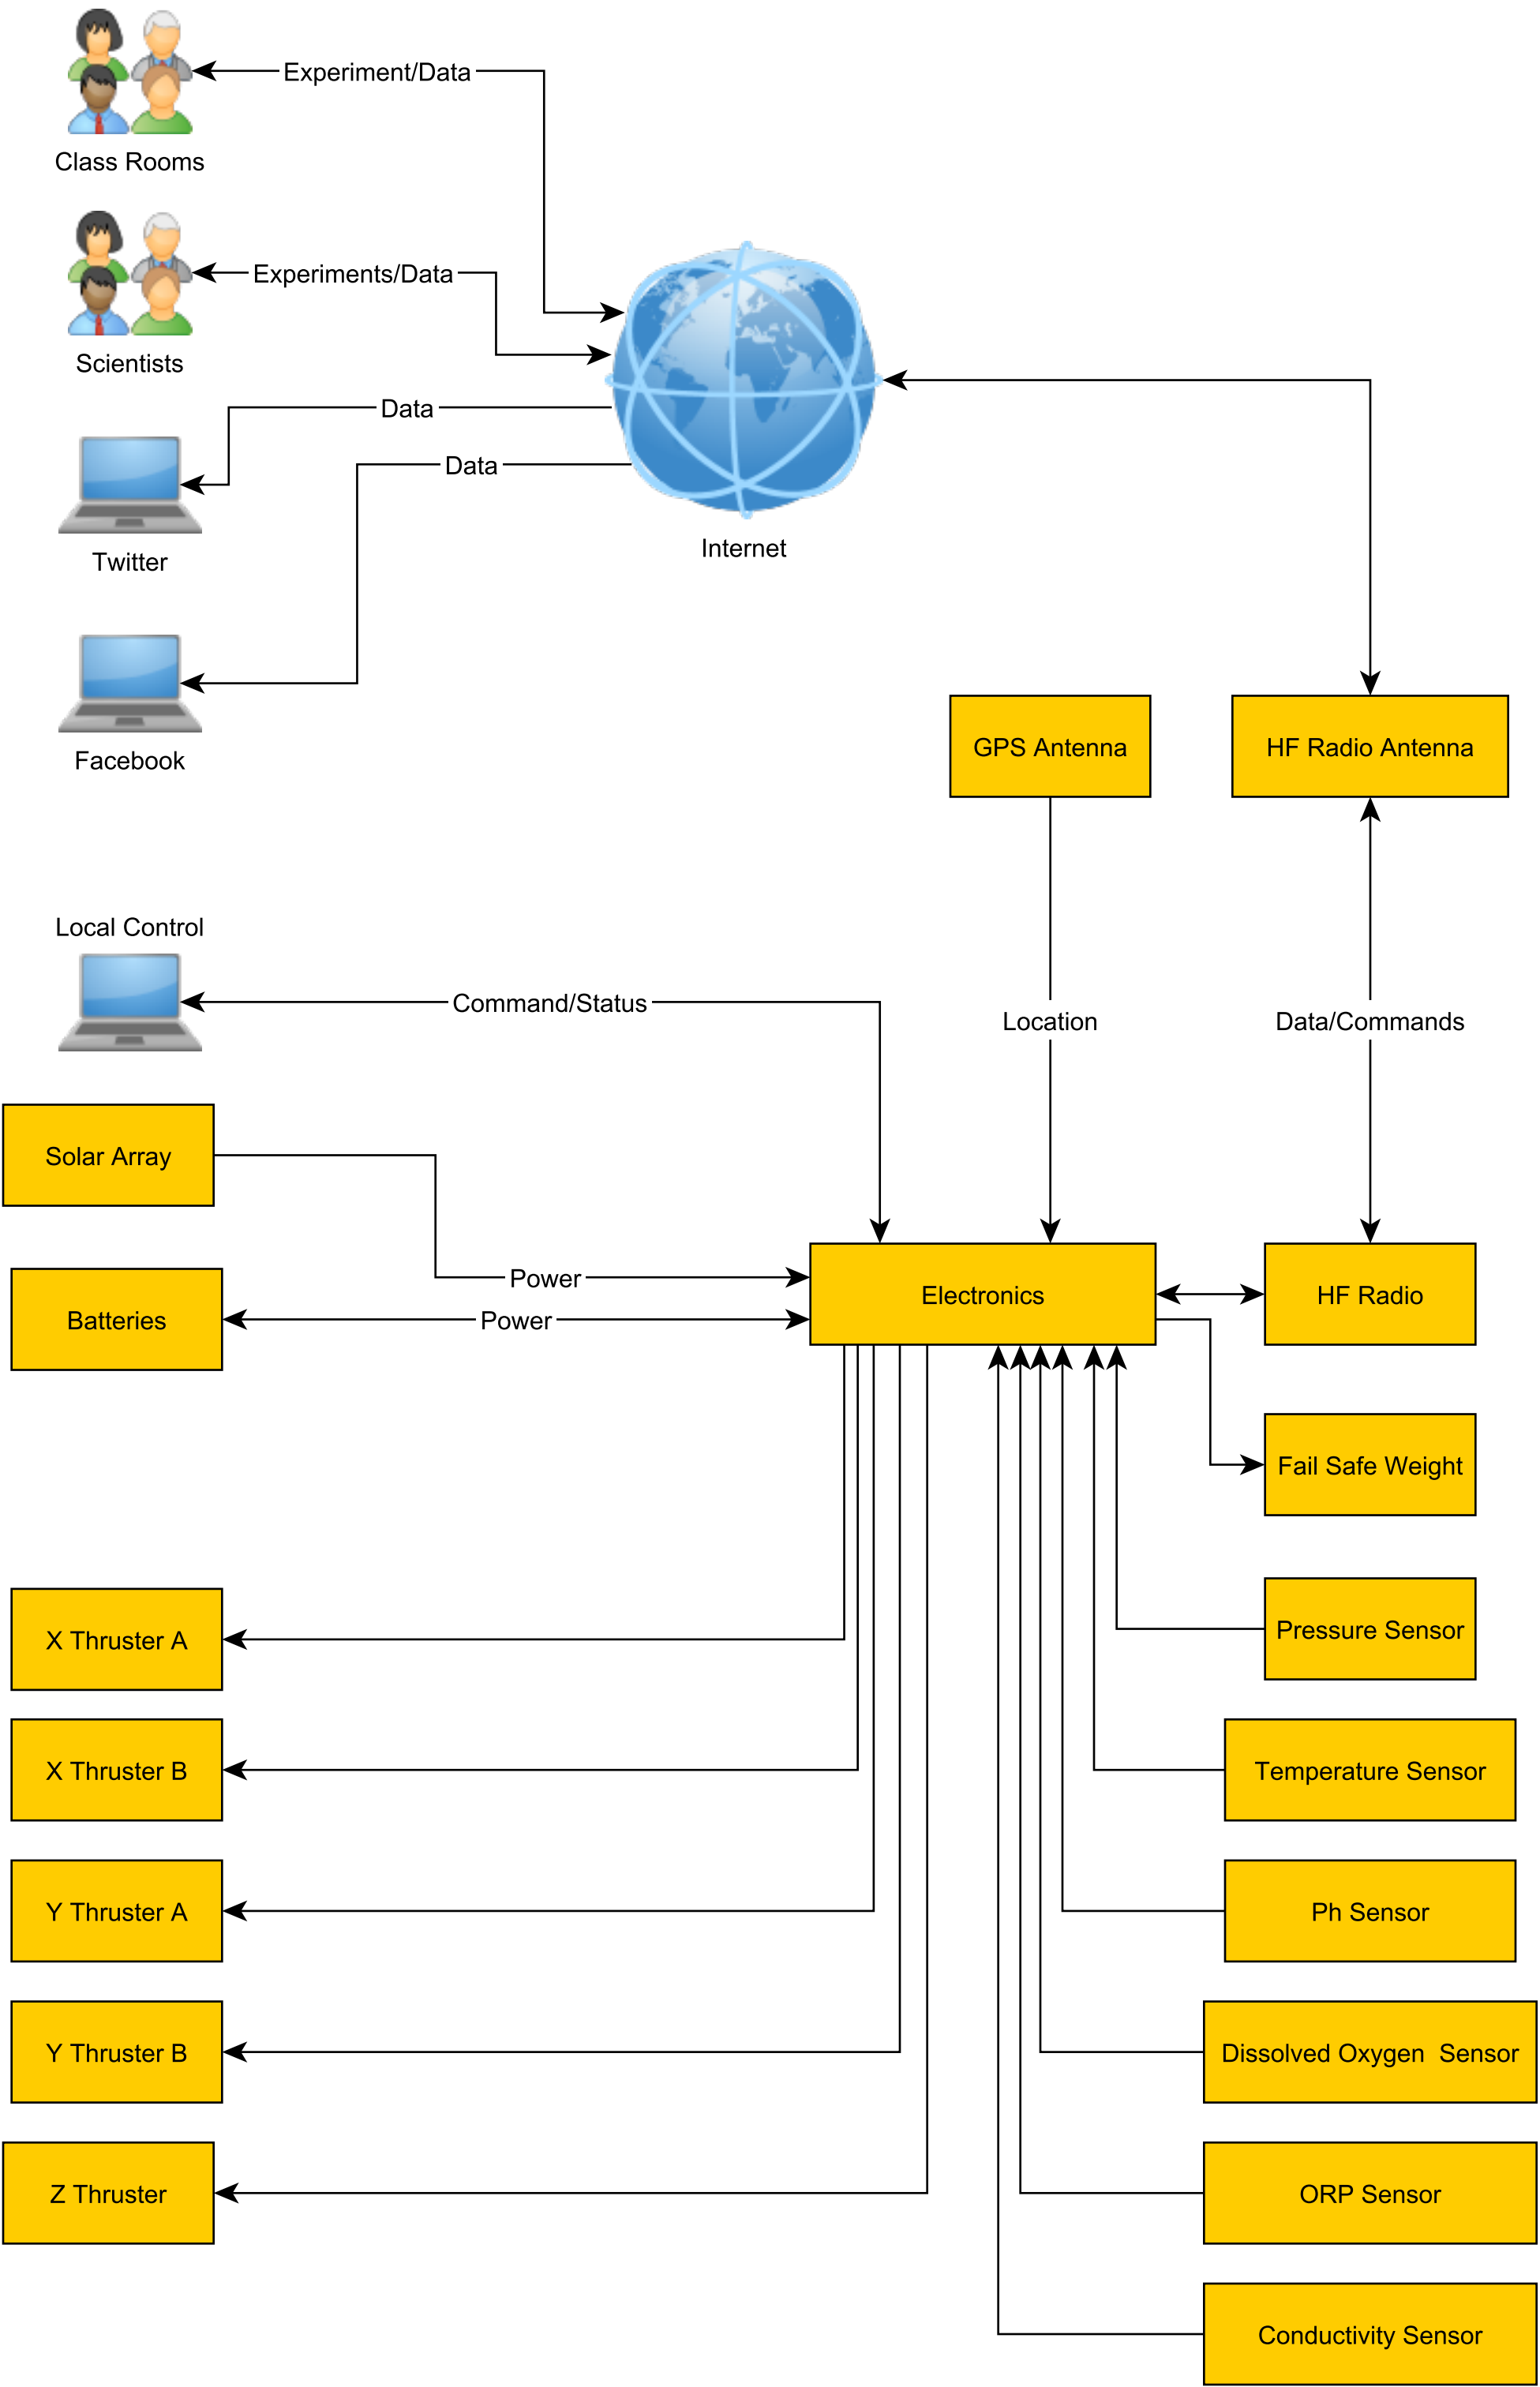 Experiment/Data
Class Rooms
Experiments/Data
Scientists
Data
Data
Internet
Twitter
Facebook
GPS Antenna
HF Radio Antenna
Local Control
Command/Status
Location
Data/Commands
Solar Array
Power
Electronics
HF Radio
Batteries
Power
Fail Safe Weight
X Thruster A
Pressure Sensor
X Thruster B
Temperature Sensor
Y Thruster A
Ph Sensor
Y Thruster B
Dissolved Oxygen  Sensor
Z Thruster
ORP Sensor
Conductivity Sensor